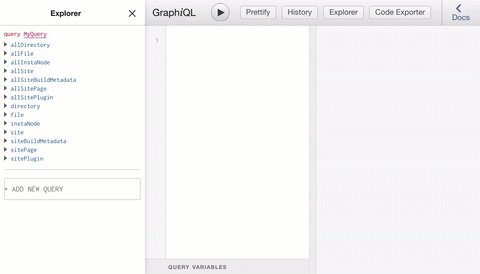 Explorer
query MyQuery
allDirectory
allFile
allInstaNode
allSite
allSiteBuildMetadata
allSitePage
allSitePlugin
directory
file
instaNode
site
siteBuildMetadata
sitePage
sitePlugin
+ ADD NEW QUERY
GraphiQL
Prettify
History
Explorer
Code Exporter
Docs
1
QUERY VARIABLES